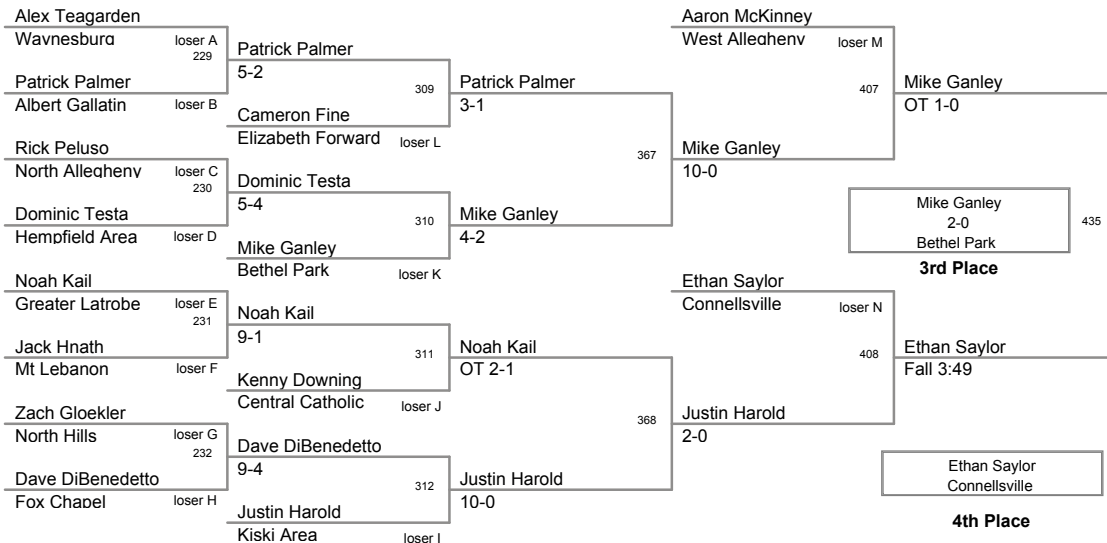 Alex Teagarden
Waynesburg
loser A
229
Patrick Palmer
Albert Gallatin
loser B
Rick Peluso
North Allegheny
loser C
230
Dominic Testa
Hempfield Area
loser D
Noah Kail
Greater Latrobe
loser E
231
Jack Hnath
Mt Lebanon
loser F
Zach Gloekler
North Hills
loser G
232
Dave DiBenedetto
Fox Chapel
loser H
Patrick Palmer
5-2
309
Cameron Fine
Elizabeth Forward
loser L
Dominic Testa
5-4
310
Mike Ganley
Bethel Park
loser K
Noah Kail
9-1
311
Kenny Downing
Central Catholic
loser J
Dave DiBenedetto
9-4
312
Justin Harold
Kiski Area
loser I
Patrick Palmer
3-1
367
Mike Ganley
4-2
Noah Kail
OT 2-1
368
Justin Harold
10-0
Aaron McKinney
West Allegheny
loser M
407
Mike Ganley
10-0
Ethan Saylor
Connellsville
loser N
408
Justin Harold
2-0
Mike Ganley
OT 1-0
Mike Ganley
2-0
Bethel Park
435
3rd Place
Ethan Saylor
Fall 3:49
Ethan Saylor
Connellsville
4th Place